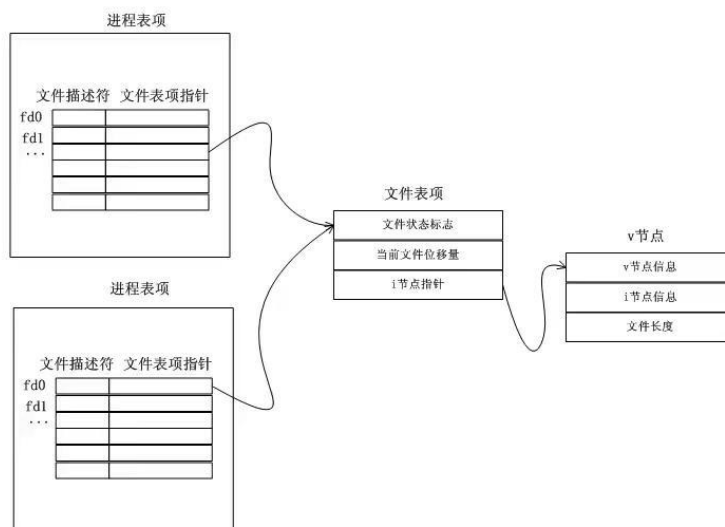 进程表项
文件描述符 文件表项指针
fd0
fd1
...
文件表项
文件状态标志
当前文件位移量
i节点指针
v节点
v节点信息
i节点信息
文件长度
进程表项
文件描述符 文件表项指针
fd0
fd1
...